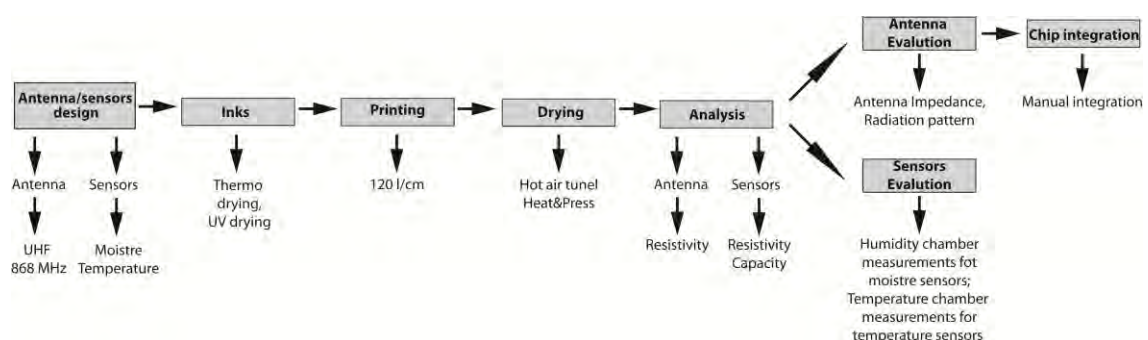 Antenna/sensors
design
Antenna
UHF
868 MHz
Sensors
Moistre
Temperature
Inks
Thermo
drying,
UV drying
Printing
120 l/cm
Drying
Hot air tunel
Heat&Press
Analysis
Antenna
Resistivity
Sensors
Resistivity
Capacity
Antenna
Evalution
Antenna Impedance,
Radiation pattern
Chip integration
Manual integration
Sensors
Evalution
Humidity chamber
measurements fot
moistre sensors;
Temperature chamber
measurements for
temperature sensors